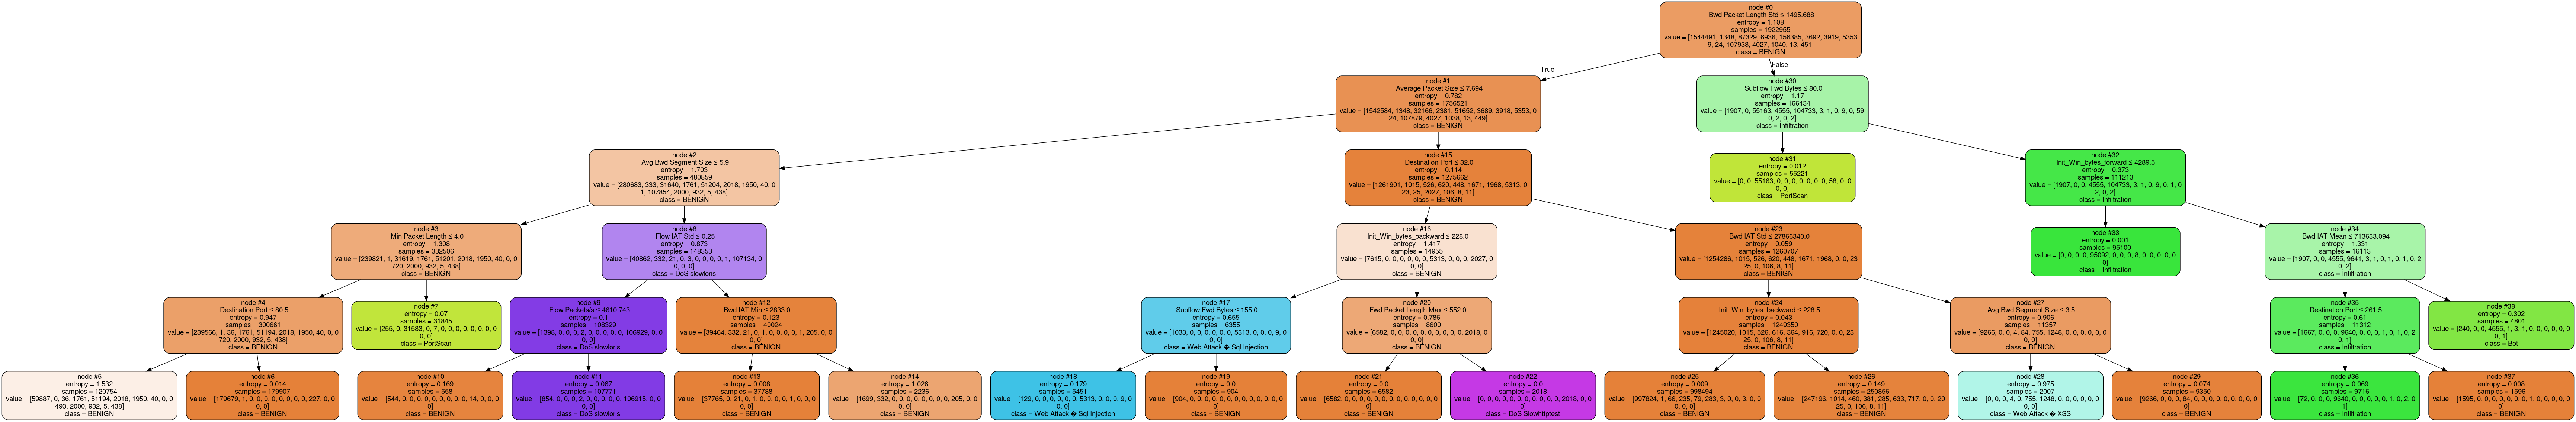 node #0
Bwd Packet Length Std ≤ 1495.688
entropy = 1.108
samples = 1922955
value = [1544491, 1348, 87329, 6936, 156385, 3692, 3919, 5353
9, 24, 107938, 4027, 1040, 13, 451]
class = BENIGN
True
False
node #1
Average Packet Size ≤ 7.694
entropy = 0.782
samples = 1756521
value = [1542584, 1348, 32166, 2381, 51652, 3689, 3918, 5353, 0
24, 107879, 4027, 1038, 13, 449]
class = BENIGN
node #30
Subflow Fwd Bytes ≤ 80.0
entropy = 1.17
samples = 166434
value = [1907, 0, 55163, 4555, 104733, 3, 1, 0, 9, 0, 59
0, 2, 0, 2]
class = Infiltration
node #2
Avg Bwd Segment Size ≤ 5.9
entropy = 1.703
samples = 480859
value = [280683, 333, 31640, 1761, 51204, 2018, 1950, 40, 0
1, 107854, 2000, 932, 5, 438]
class = BENIGN
node #15
Destination Port ≤ 32.0
entropy = 0.114
samples = 1275662
value = [1261901, 1015, 526, 620, 448, 1671, 1968, 5313, 0
23, 25, 2027, 106, 8, 11]
class = BENIGN
node #31
entropy = 0.012
samples = 55221
value = [0, 0, 55163, 0, 0, 0, 0, 0, 0, 0, 58, 0, 0
0, 0]
class = PortScan
node #32
Init_Win_bytes_forward ≤ 4289.5
entropy = 0.373
samples = 111213
value = [1907, 0, 0, 4555, 104733, 3, 1, 0, 9, 0, 1, 0
2, 0, 2]
class = Infiltration
node #3
Min Packet Length ≤ 4.0
entropy = 1.308
samples = 332506
value = [239821, 1, 31619, 1761, 51201, 2018, 1950, 40, 0, 0
720, 2000, 932, 5, 438]
class = BENIGN
node #8
Flow IAT Std ≤ 0.25
entropy = 0.873
samples = 148353
value = [40862, 332, 21, 0, 3, 0, 0, 0, 0, 1, 107134, 0
0, 0, 0]
class = DoS slowloris
node #16
Init_Win_bytes_backward ≤ 228.0
entropy = 1.417
samples = 14955
value = [7615, 0, 0, 0, 0, 0, 0, 5313, 0, 0, 0, 2027, 0
0, 0]
class = BENIGN
node #23
Bwd IAT Std ≤ 27866340.0
entropy = 0.059
samples = 1260707
value = [1254286, 1015, 526, 620, 448, 1671, 1968, 0, 0, 23
25, 0, 106, 8, 11]
class = BENIGN
node #33
entropy = 0.001
samples = 95100
value = [0, 0, 0, 0, 95092, 0, 0, 0, 8, 0, 0, 0, 0, 0
0]
class = Infiltration
node #34
Bwd IAT Mean ≤ 713633.094
entropy = 1.331
samples = 16113
value = [1907, 0, 0, 4555, 9641, 3, 1, 0, 1, 0, 1, 0, 2
0, 2]
class = Infiltration
node #4
Destination Port ≤ 80.5
entropy = 0.947
samples = 300661
value = [239566, 1, 36, 1761, 51194, 2018, 1950, 40, 0, 0
720, 2000, 932, 5, 438]
class = BENIGN
node #7
entropy = 0.07
samples = 31845
value = [255, 0, 31583, 0, 7, 0, 0, 0, 0, 0, 0, 0, 0
0, 0]
class = PortScan
node #9
Flow Packets/s ≤ 4610.743
entropy = 0.1
samples = 108329
value = [1398, 0, 0, 0, 2, 0, 0, 0, 0, 0, 106929, 0, 0
0, 0]
class = DoS slowloris
node #12
Bwd IAT Min ≤ 2833.0
entropy = 0.123
samples = 40024
value = [39464, 332, 21, 0, 1, 0, 0, 0, 0, 1, 205, 0, 0
0, 0]
class = BENIGN
node #17
Subflow Fwd Bytes ≤ 155.0
entropy = 0.655
samples = 6355
value = [1033, 0, 0, 0, 0, 0, 0, 5313, 0, 0, 0, 9, 0
0, 0]
class = Web Attack � Sql Injection
node #20
Fwd Packet Length Max ≤ 552.0
entropy = 0.786
samples = 8600
value = [6582, 0, 0, 0, 0, 0, 0, 0, 0, 0, 0, 2018, 0
0, 0]
class = BENIGN
node #24
Init_Win_bytes_backward ≤ 228.5
entropy = 0.043
samples = 1249350
value = [1245020, 1015, 526, 616, 364, 916, 720, 0, 0, 23
25, 0, 106, 8, 11]
class = BENIGN
node #27
Avg Bwd Segment Size ≤ 3.5
entropy = 0.906
samples = 11357
value = [9266, 0, 0, 4, 84, 755, 1248, 0, 0, 0, 0, 0, 0
0, 0]
class = BENIGN
node #35
Destination Port ≤ 261.5
entropy = 0.61
samples = 11312
value = [1667, 0, 0, 0, 9640, 0, 0, 0, 1, 0, 1, 0, 2
0, 1]
class = Infiltration
node #38
entropy = 0.302
samples = 4801
value = [240, 0, 0, 4555, 1, 3, 1, 0, 0, 0, 0, 0, 0
0, 1]
class = Bot
node #5
entropy = 1.532
samples = 120754
value = [59887, 0, 36, 1761, 51194, 2018, 1950, 40, 0, 0
493, 2000, 932, 5, 438]
class = BENIGN
node #6
entropy = 0.014
samples = 179907
value = [179679, 1, 0, 0, 0, 0, 0, 0, 0, 0, 227, 0, 0
0, 0]
class = BENIGN
node #10
entropy = 0.169
samples = 558
value = [544, 0, 0, 0, 0, 0, 0, 0, 0, 0, 14, 0, 0, 0
0]
class = BENIGN
node #11
entropy = 0.067
samples = 107771
value = [854, 0, 0, 0, 2, 0, 0, 0, 0, 0, 106915, 0, 0
0, 0]
class = DoS slowloris
node #13
entropy = 0.008
samples = 37788
value = [37765, 0, 21, 0, 1, 0, 0, 0, 0, 1, 0, 0, 0
0, 0]
class = BENIGN
node #14
entropy = 1.026
samples = 2236
value = [1699, 332, 0, 0, 0, 0, 0, 0, 0, 0, 205, 0, 0
0, 0]
class = BENIGN
node #18
entropy = 0.179
samples = 5451
value = [129, 0, 0, 0, 0, 0, 0, 5313, 0, 0, 0, 9, 0
0, 0]
class = Web Attack � Sql Injection
node #19
entropy = 0.0
samples = 904
value = [904, 0, 0, 0, 0, 0, 0, 0, 0, 0, 0, 0, 0, 0
0]
class = BENIGN
node #21
entropy = 0.0
samples = 6582
value = [6582, 0, 0, 0, 0, 0, 0, 0, 0, 0, 0, 0, 0, 0
0]
class = BENIGN
node #22
entropy = 0.0
samples = 2018
value = [0, 0, 0, 0, 0, 0, 0, 0, 0, 0, 0, 2018, 0, 0
0]
class = DoS Slowhttptest
node #25
entropy = 0.009
samples = 998494
value = [997824, 1, 66, 235, 79, 283, 3, 0, 0, 3, 0, 0
0, 0, 0]
class = BENIGN
node #26
entropy = 0.149
samples = 250856
value = [247196, 1014, 460, 381, 285, 633, 717, 0, 0, 20
25, 0, 106, 8, 11]
class = BENIGN
node #28
entropy = 0.975
samples = 2007
value = [0, 0, 0, 4, 0, 755, 1248, 0, 0, 0, 0, 0, 0
0, 0]
class = Web Attack � XSS
node #29
entropy = 0.074
samples = 9350
value = [9266, 0, 0, 0, 84, 0, 0, 0, 0, 0, 0, 0, 0
0, 0]
class = BENIGN
node #36
entropy = 0.069
samples = 9716
value = [72, 0, 0, 0, 9640, 0, 0, 0, 0, 0, 1, 0, 2, 0
1]
class = Infiltration
node #37
entropy = 0.008
samples = 1596
value = [1595, 0, 0, 0, 0, 0, 0, 0, 1, 0, 0, 0, 0, 0
0]
class = BENIGN